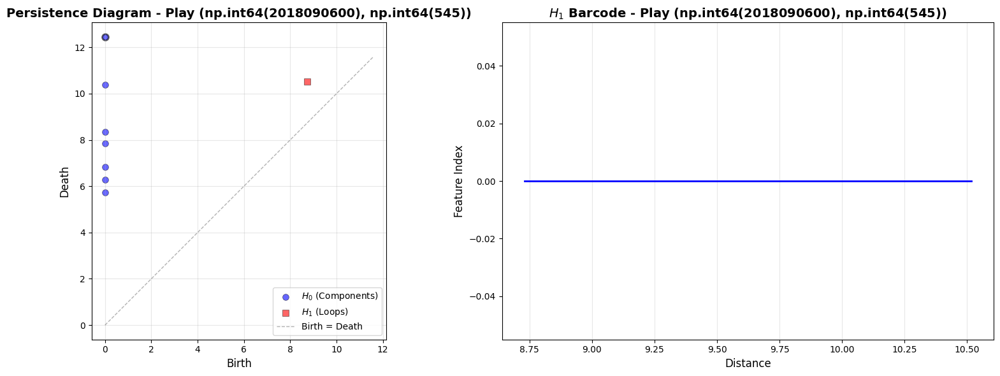 Persistence Diagram - Play (np.int64(2018090600), np.int64(545))
12
10
8
6
4
2
0
Death
0 2 4 6 8 10 12
Birth
H₀ (Components)
H₁ (Loops)
Birth = Death
H₁ Barcode - Play (np.int64(2018090600), np.int64(545))
0.04
0.02
0.00
−0.02
−0.04
Feature Index
8.75 9.00 9.25 9.50 9.75 10.00 10.25 10.50
Distance